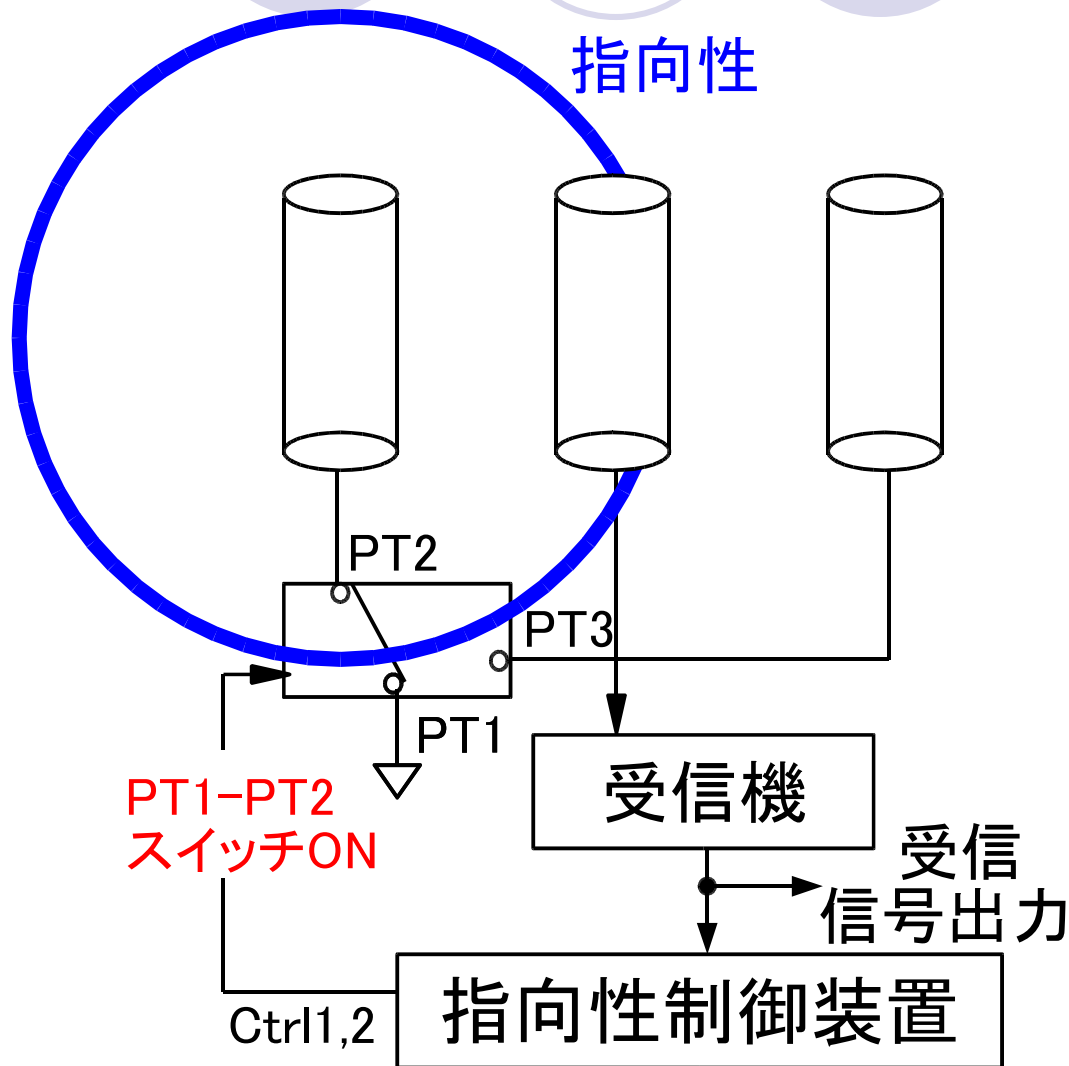 指向性
PT2
PT3
PT1
PT1-PT2
スイッチON
受信機
受信
信号出力
Ctrl1,2
指向性制御装置